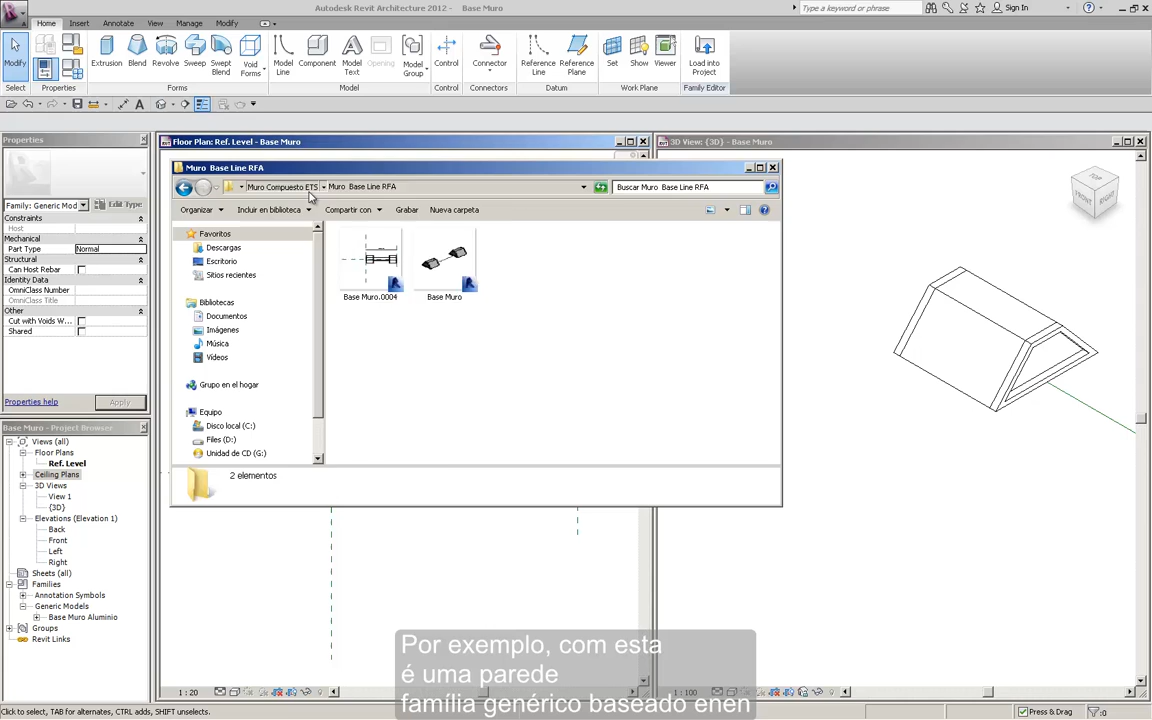 Autodesk Revit Architecture 2012 - Base Muro
Type a keyword or phrase
Sign In
Home Insert Annotate View Manage Modify
Modify
Extrusion Blend Revolve Sweep Swept Blend Void Forms
Model Line Component Model Text Opening Model Group
Control Connector
Reference Line Reference Plane
Set Show Viewer
Load into Project
Select Properties Forms Model Control Connectors Datum Work Plane Family Editor
Properties
Family: Generic Mod Edit Type
Constraints
Host
Mechanical
Part Type Normal
Structural
Can Host Rebar
Identity Data
OmniClass Number
OmniClass Title
Other
Cut with Voids W...
Shared
Properties help Apply
Base Muro - Project Browser
Views (all)
Floor Plans
Ref. Level
Ceiling Plans
3D Views
View 1
{3D}
Elevations (Elevation 1)
Back
Front
Left
Right
Sheets (all)
Families
Annotation Symbols
Generic Models
Base Muro Aluminio
Groups
Revit Links
Floor Plan: Ref. Level - Base Muro
3D View: {3D} - Base Muro
TOP
FRONT
RIGHT
Muro Base Line RFA
Muro Compuesto ETS Muro Base Line RFA
Buscar Muro Base Line RFA
Organizar Incluir en biblioteca Compartir con Grabar Nueva carpeta
Favoritos
Descargas
Escritorio
Sitios recientes
Bibliotecas
Documentos
Imágenes
Música
Vídeos
Grupo en el hogar
Equipo
Disco local (C:)
Files (D:)
Unidad de CD (G:)
Base Muro.0004
Base Muro
2 elementos
1 : 20
1 : 100
Por exemplo, com esta
é uma parede
família genérico baseado enen
Click to select, TAB for alternates, CTRL adds, SHIFT unselects.
Press & Drag
:0